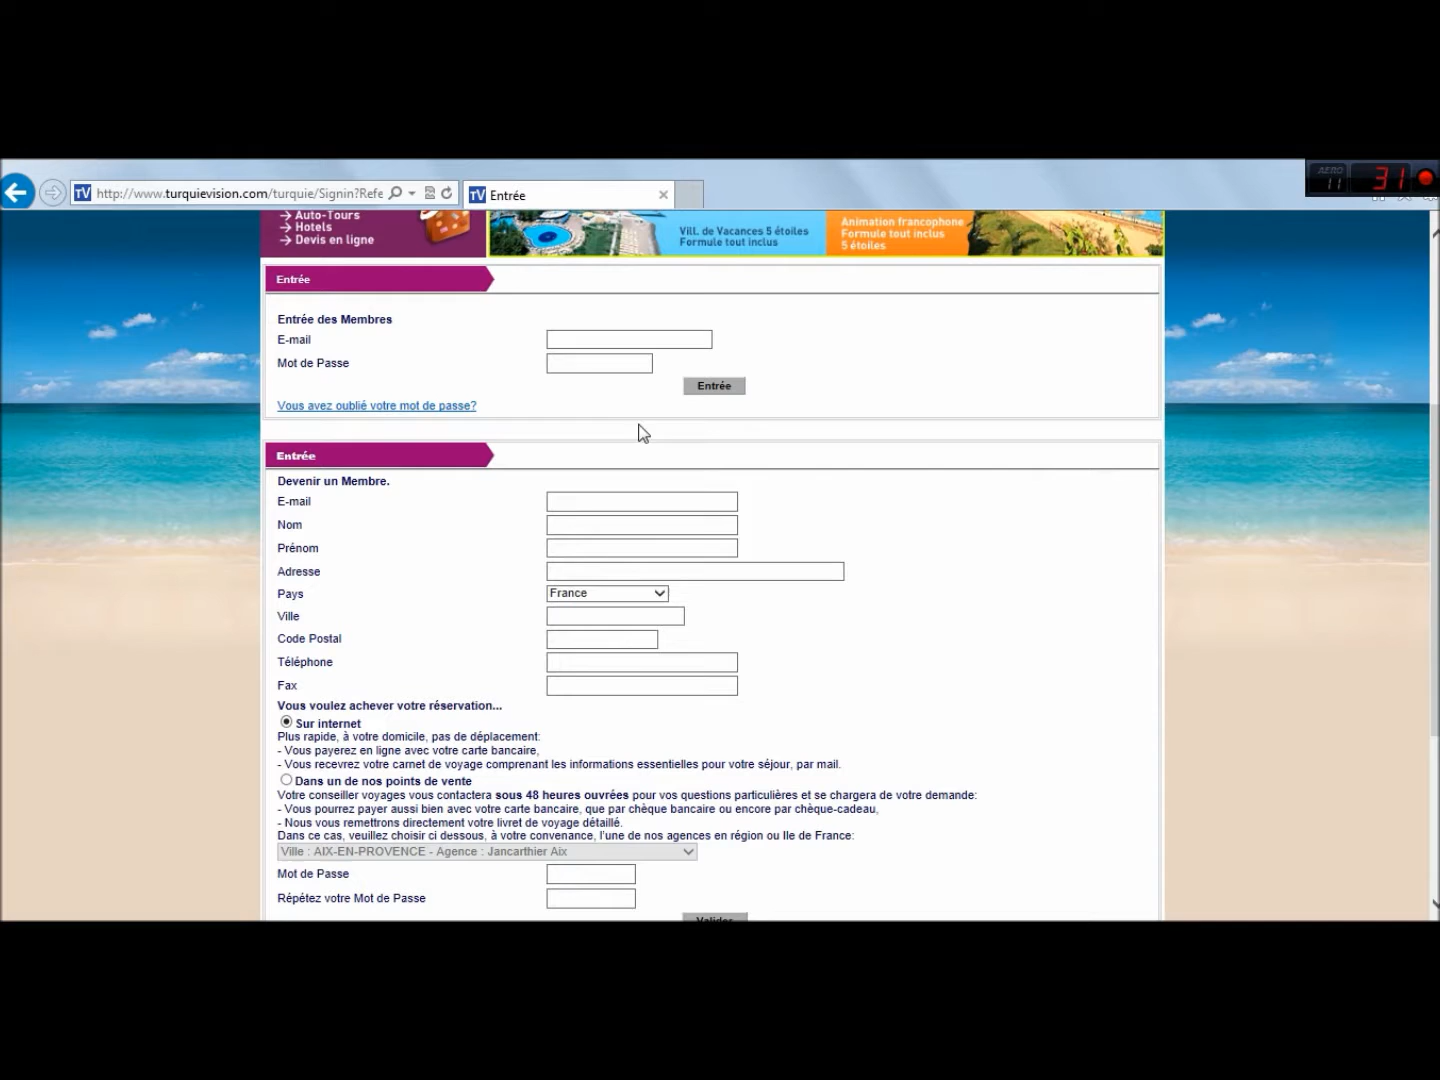 http://www.turquievision.com/turquie/Signin?Refe
TV Entrée
AERO
11
31
→ Auto-Tours
→ Hotels
→ Devis en ligne
Vill. de Vacances 5 étoiles
Formule tout inclus
Animation francophone
Formule tout inclus
5 étoiles
Entrée
Entrée des Membres
E-mail
Mot de Passe
Entrée
Vous avez oublié votre mot de passe?
Entrée
Devenir un Membre.
E-mail
Nom
Prénom
Adresse
Pays France
Ville
Code Postal
Téléphone
Fax
Vous voulez achever votre réservation...
Sur internet
Plus rapide, à votre domicile, pas de déplacement:
- Vous payerez en ligne avec votre carte bancaire,
- Vous recevrez votre carnet de voyage comprenant les informations essentielles pour votre séjour, par mail.
Dans un de nos points de vente
Votre conseiller voyages vous contactera sous 48 heures ouvrées pour vos questions particulières et se chargera de votre demande:
- Vous pourrez payer aussi bien avec votre carte bancaire, que par chèque bancaire ou encore par chèque-cadeau,
- Nous vous remettrons directement votre livret de voyage détaillé.
Dans ce cas, veuillez choisir ci dessous, à votre convenance, l'une de nos agences en région ou Ile de France:
Ville : AIX-EN-PROVENCE - Agence : Jancarthier Aix
Mot de Passe
Répétez votre Mot de Passe
Valider